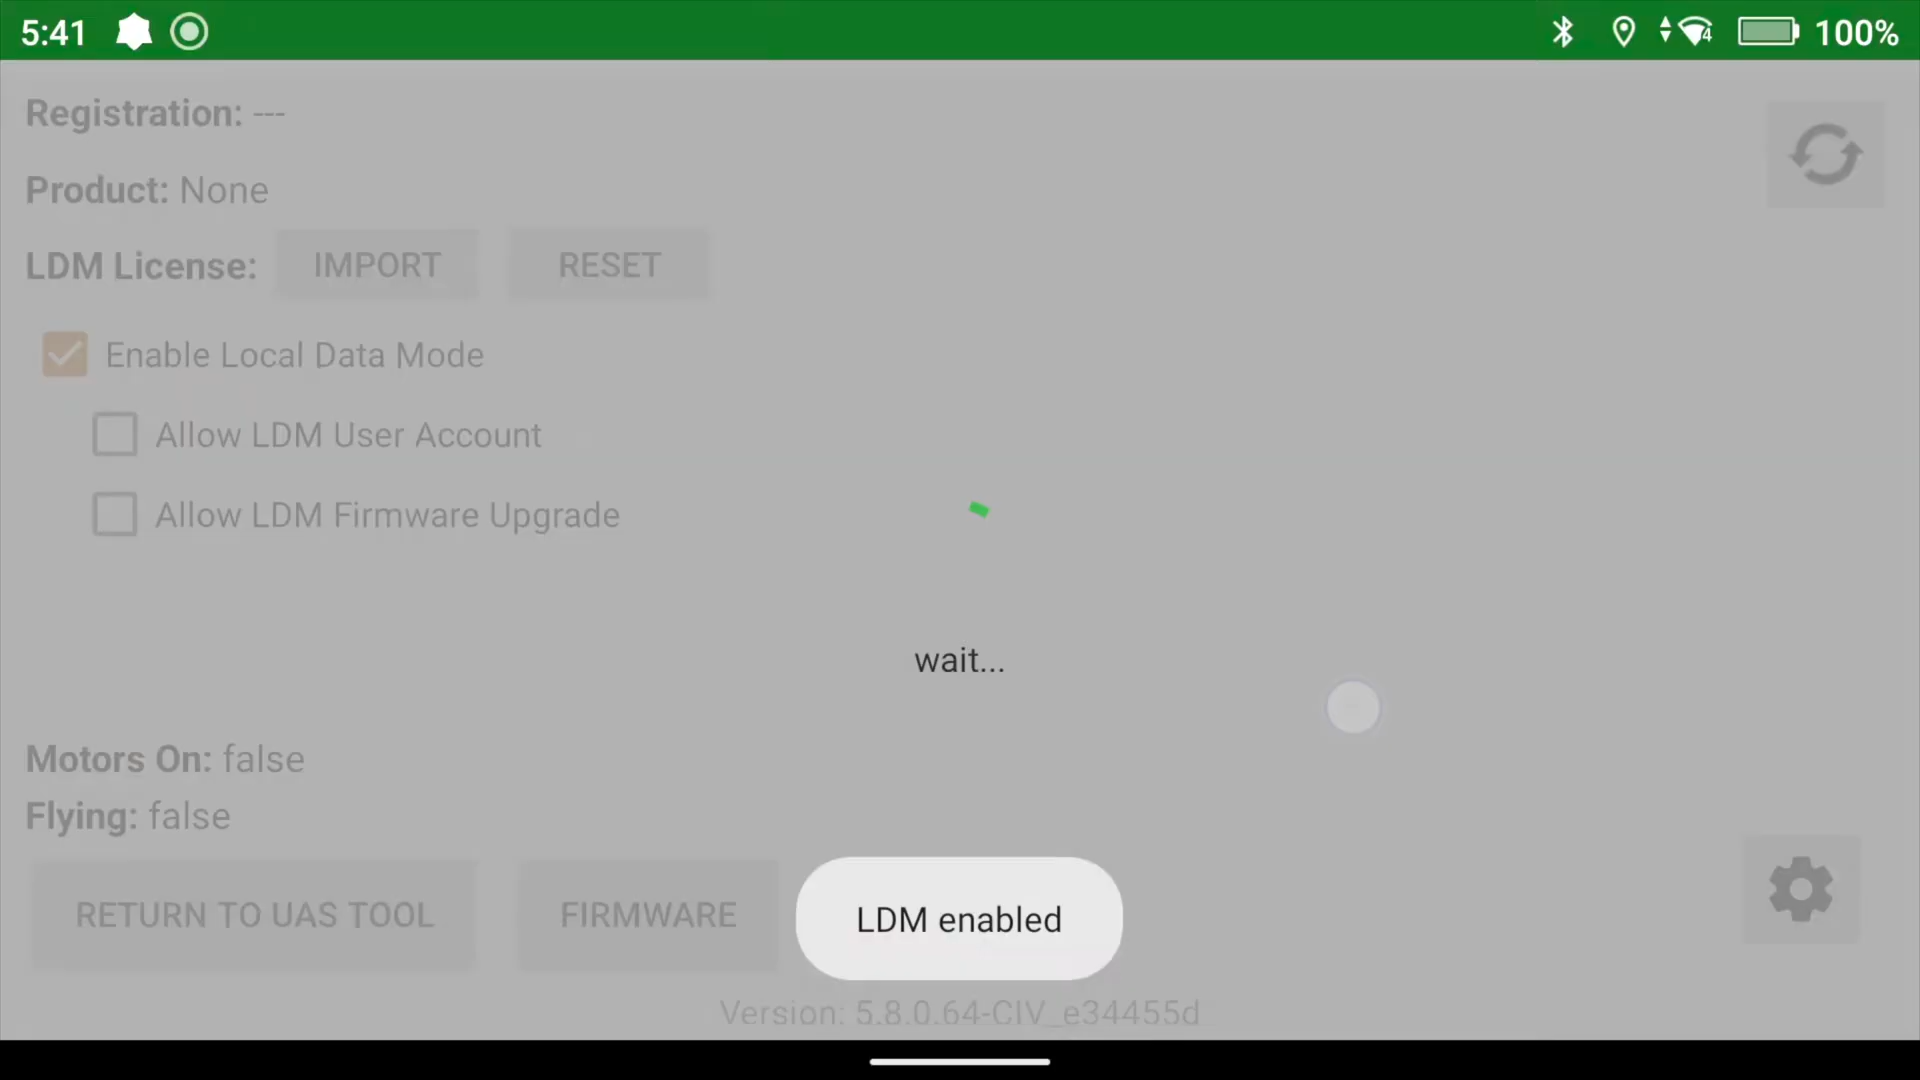 5:41
4
100%
Registration: ---
Product: None
LDM License: IMPORT RESET
Enable Local Data Mode
Allow LDM User Account
Allow LDM Firmware Upgrade
wait...
Motors On: false
Flying: false
RETURN TO UAS TOOL FIRMWARE LDM enabled
Version: 5.8.0.64-CIV_e34455d